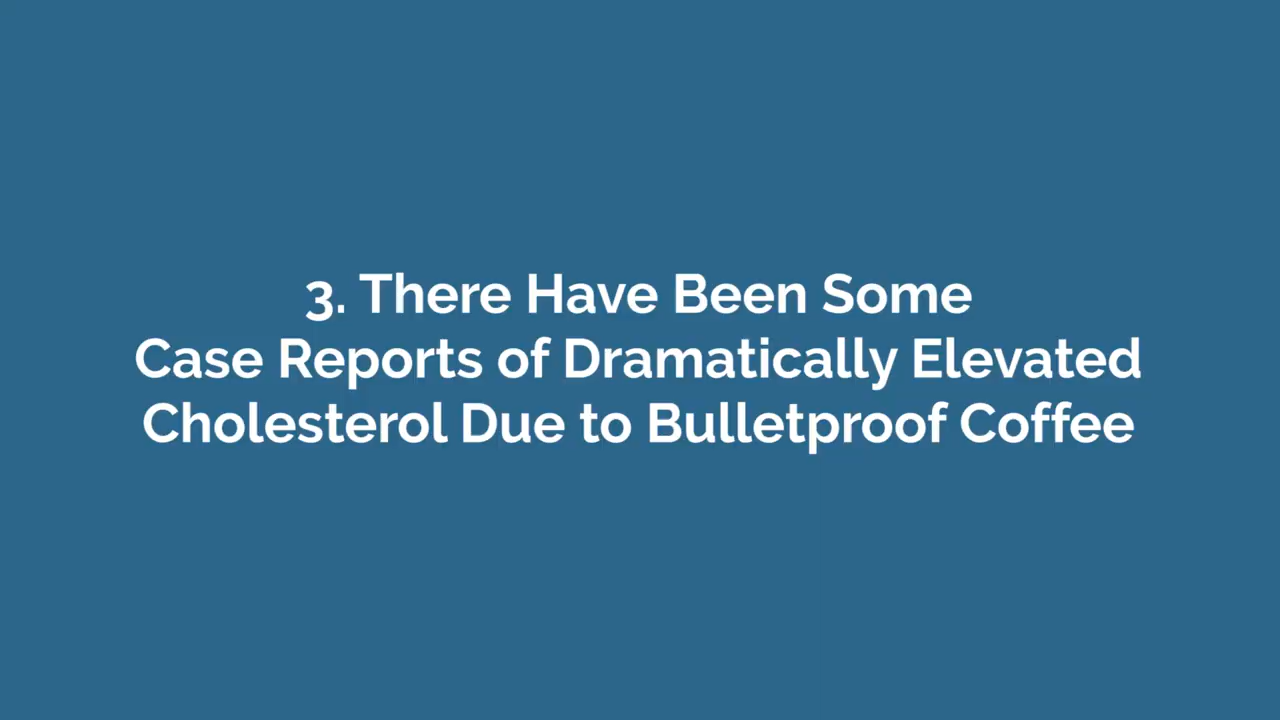 3. There Have Been Some
Case Reports of Dramatically Elevated
Cholesterol Due to Bulletproof Coffee